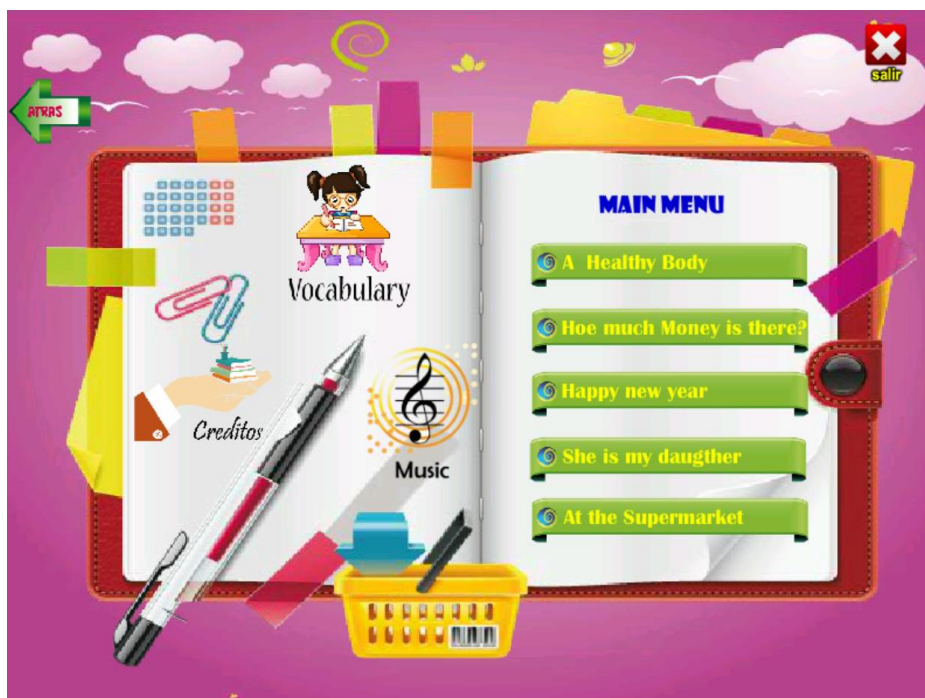 salir
ATRAS
Vocabulary
Creditos
Music
MAIN MENU
A Healthy Body
Hoe much Money is there?
Happy new year
She is my daugther
At the Supermarket